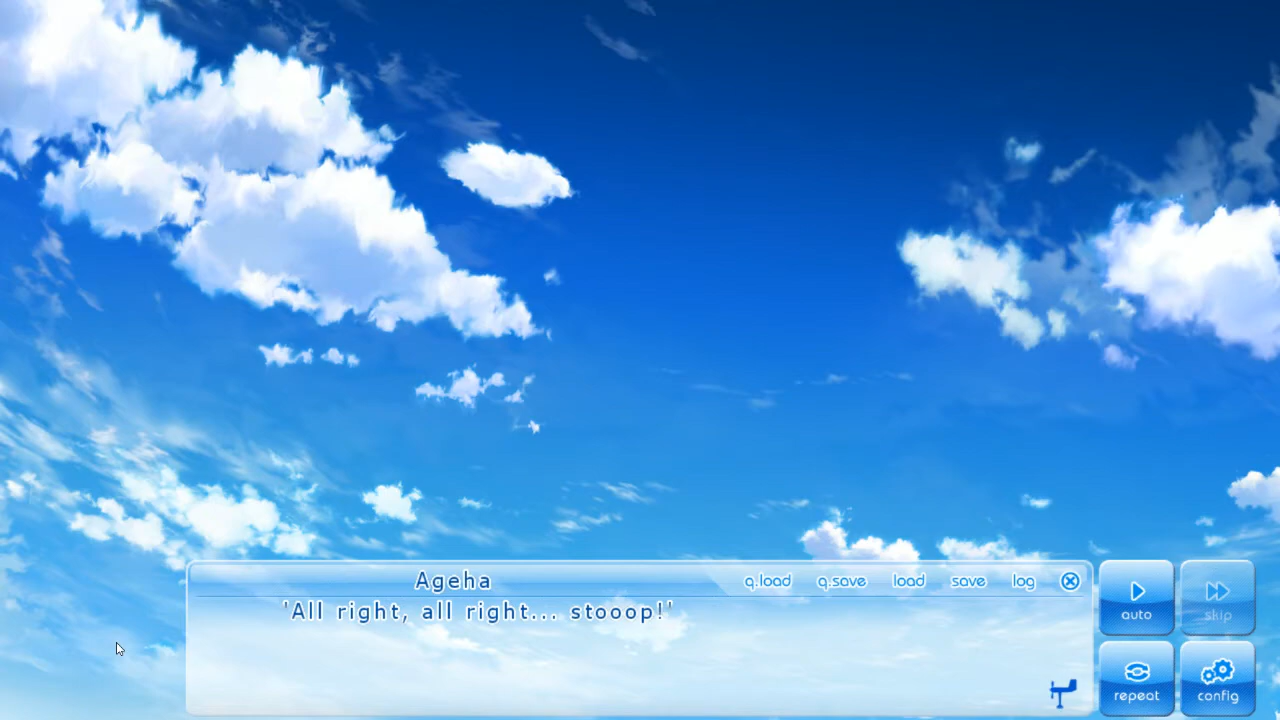 Ageha
q.load q.save load save log
'All right, all right... stooop!'
auto
skip
repeat
config